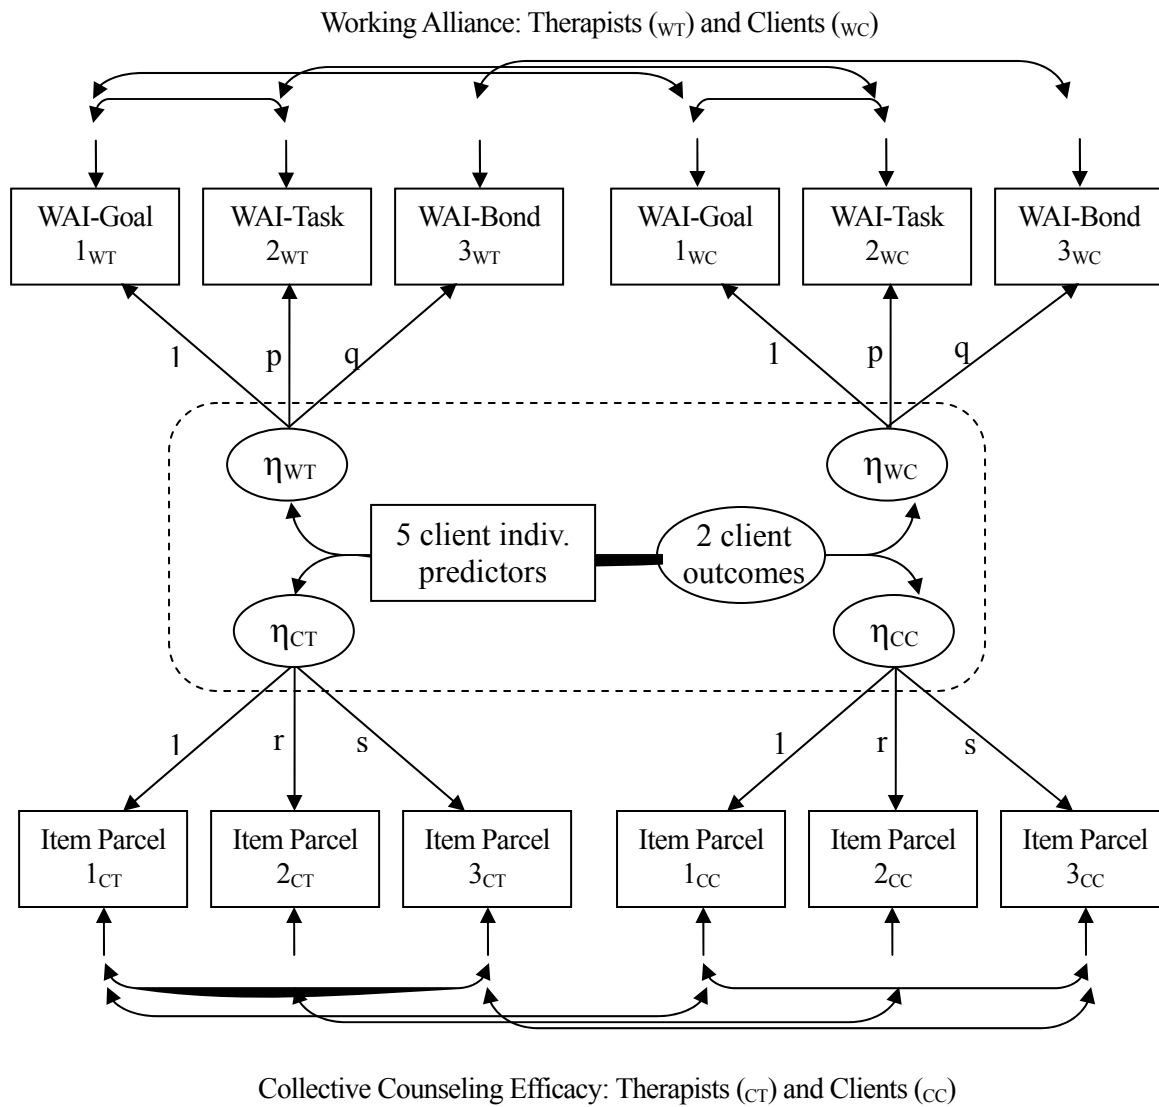 Working Alliance: Therapists (WT) and Clients (WC)
WAI-Goal WAI-Task WAI-Bond WAI-Goal WAI-Task WAI-Bond
1WT 2WT 3WT 1WC 2WC 3WC
1 p q 1 p q
ηWT ηWC
5 client indiv.
predictors
2 client
outcomes
ηCT ηCC
1 r s 1 r s
Item Parcel Item Parcel Item Parcel Item Parcel Item Parcel Item Parcel
1CT 2CT 3CT 1CC 2CC 3CC
Collective Counseling Efficacy: Therapists (CT) and Clients (CC)